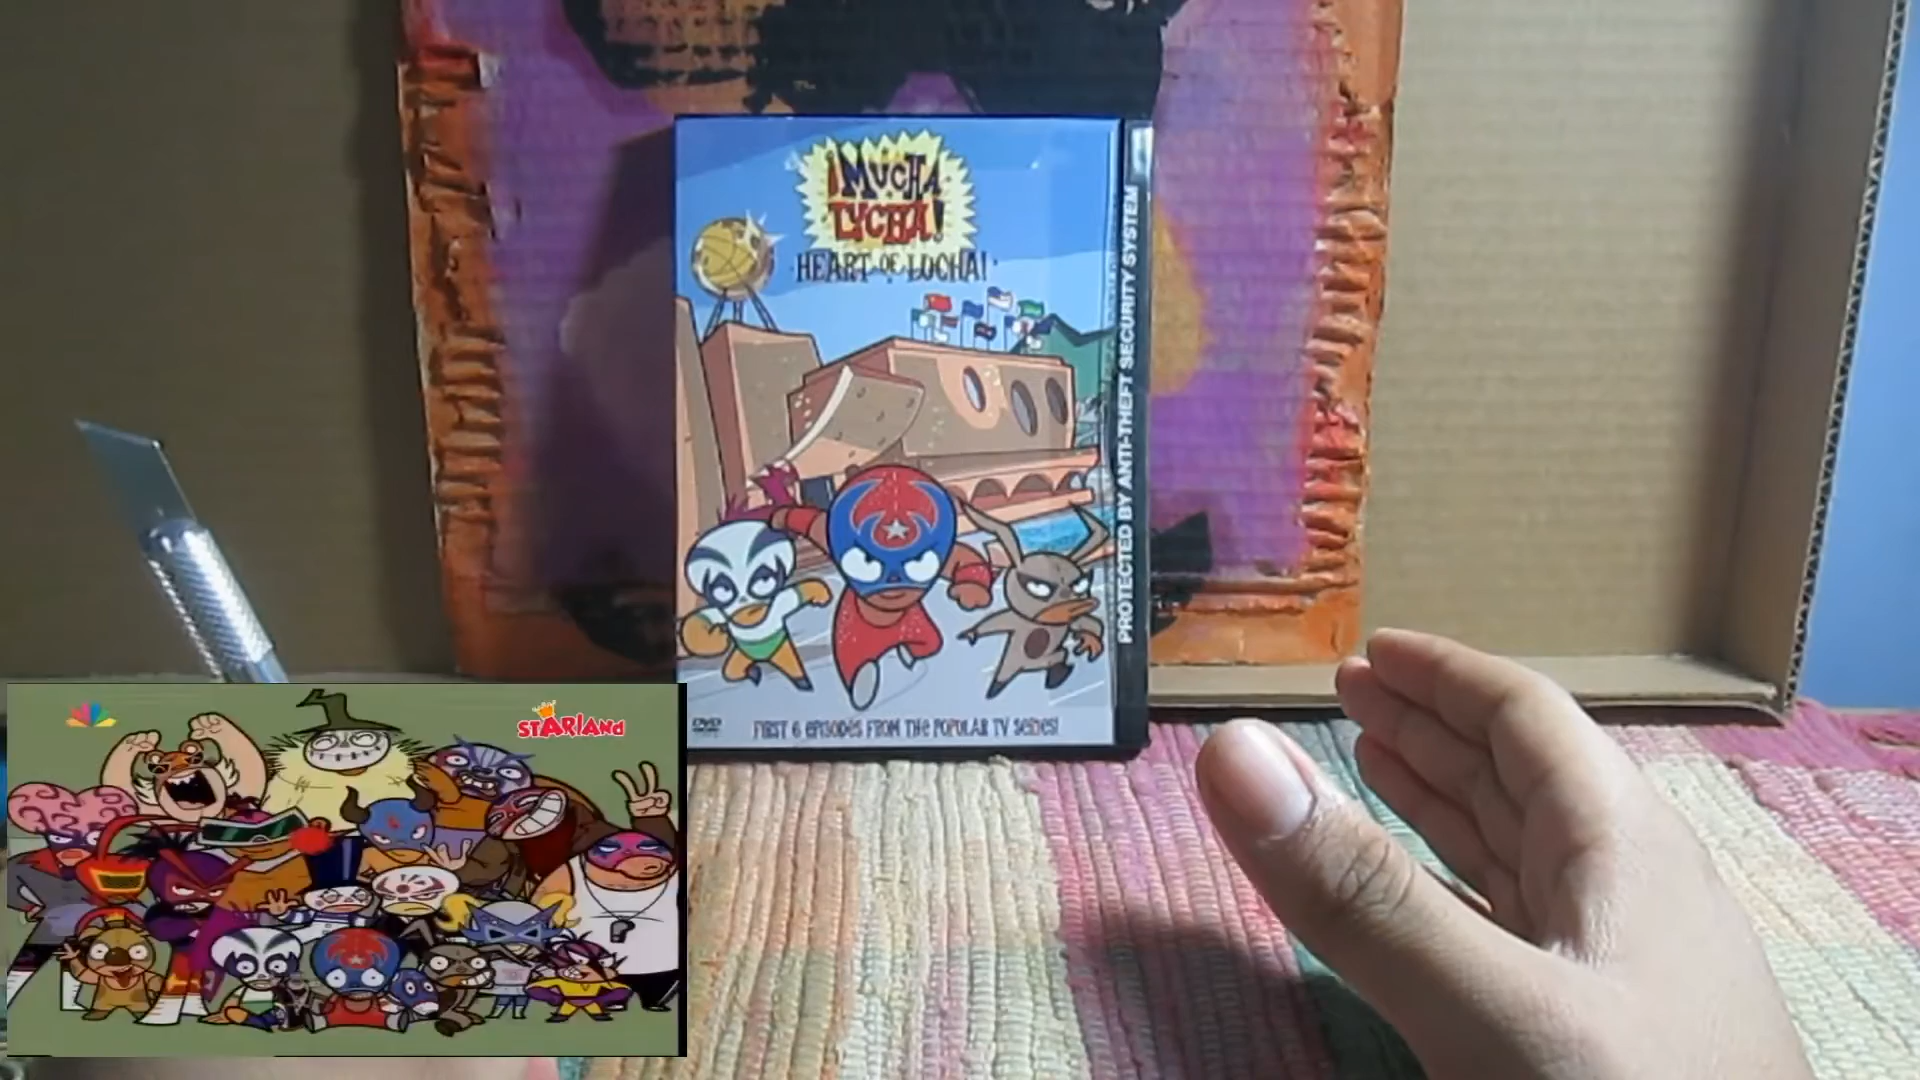 ¡MUCHA
LUCHA!
HEART OF LUCHA!
PROTECTED BY ANTI-THEFT SECURITY SYSTEM
DVD
FIRST 6 EPISODES FROM THE POPULAR TV SERIES!
STARLAND